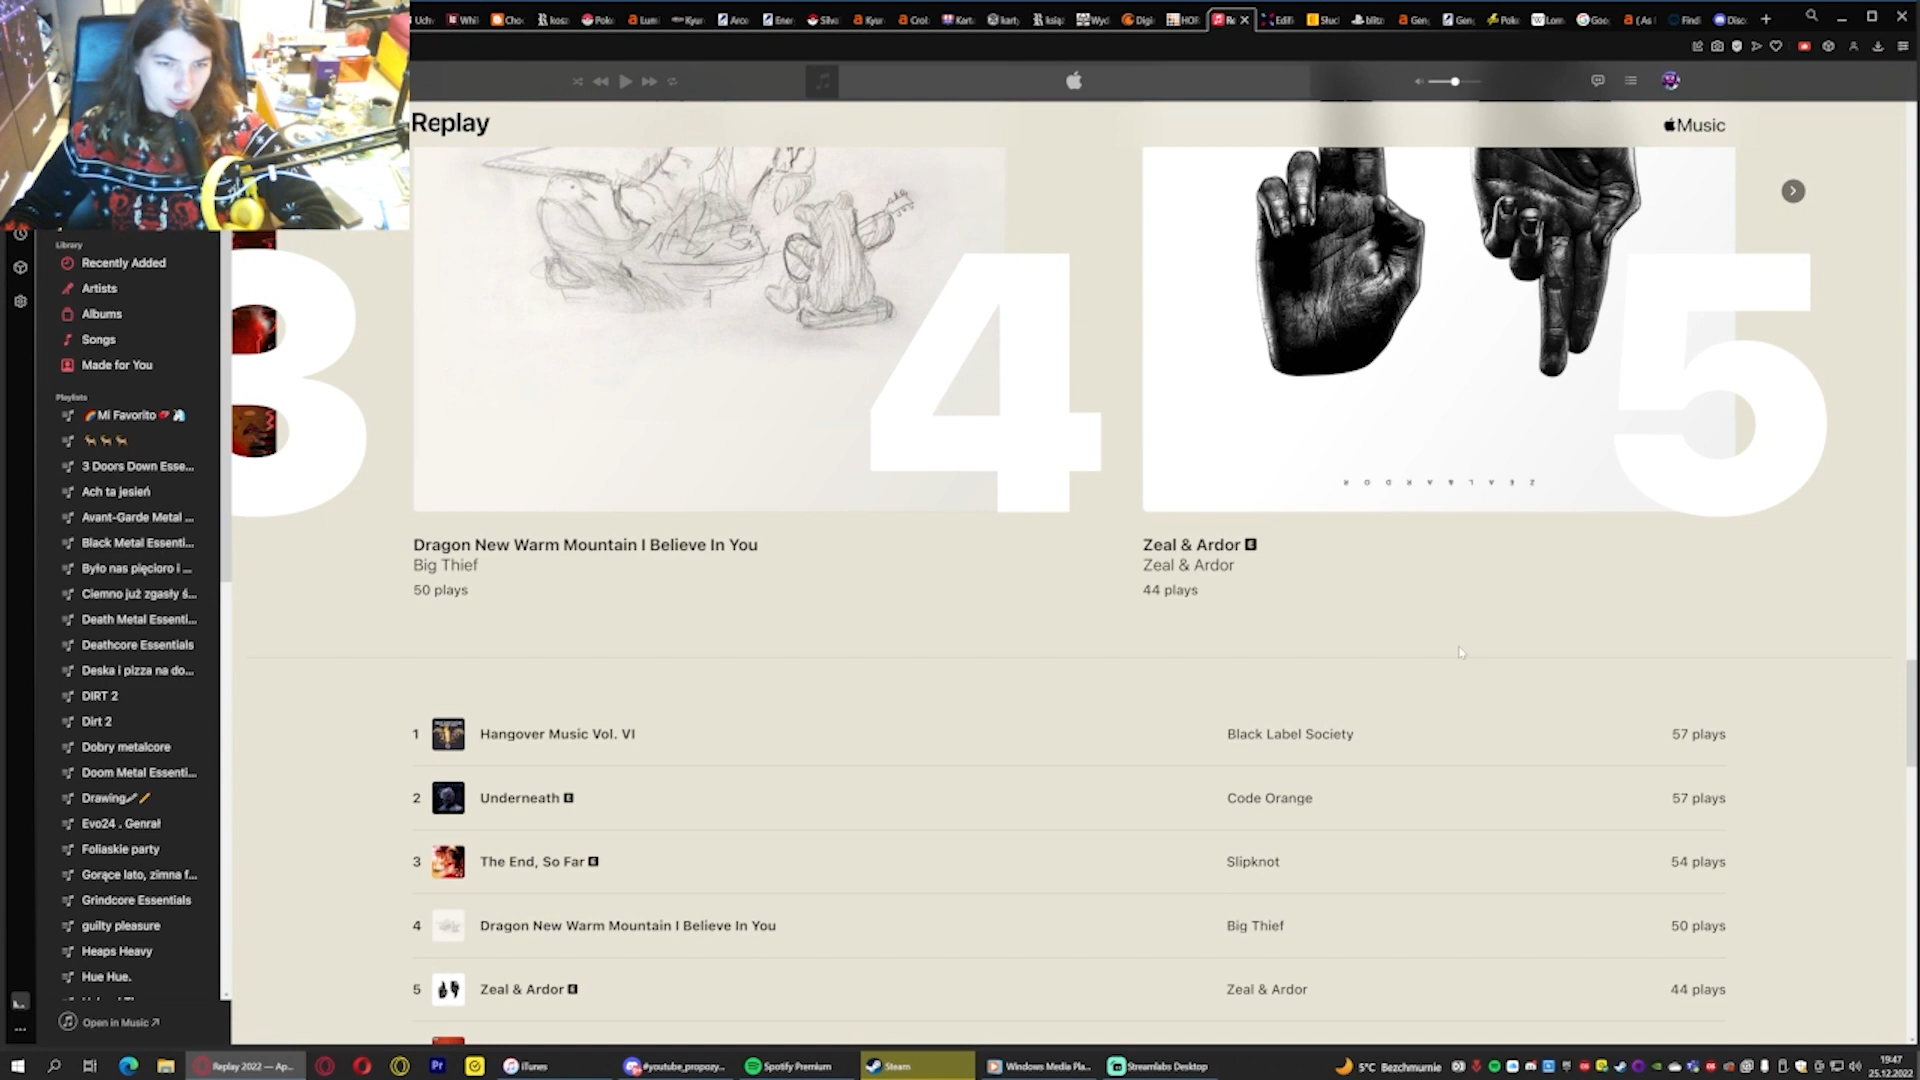 Replay
Music
Library
Recently Added
Artists
Albums
Songs
Made for You
Playlists
🌈Mi Favorito
3 Doors Down Esse...
Ach ta jesień
Avant-Garde Metal ...
Black Metal Essenti...
Było nas pięcioro i ...
Ciemno już zgasły ś...
Death Metal Essenti...
Deathcore Essentials
Deska i pizza na do...
DIRT 2
Dirt 2
Dobry metalcore
Doom Metal Essenti...
Drawing
Evo24 . Genrał
Foliaskie party
Gorące lato, zimna f...
Grindcore Essentials
guilty pleasure
Heaps Heavy
Hue Hue.
Open in Music
3
4
5
ZEAL & ARDOR
Dragon New Warm Mountain I Believe In You
Big Thief
50 plays
Zeal & Ardor E
Zeal & Ardor
44 plays
1 Hangover Music Vol. VI Black Label Society 57 plays
2 Underneath E Code Orange 57 plays
3 The End, So Far E Slipknot 54 plays
4 Dragon New Warm Mountain I Believe In You Big Thief 50 plays
5 Zeal & Ardor E Zeal & Ardor 44 plays
Replay 2022 — Ap...
Pr
iTunes
#youtube_propozy...
Spotify Premium
Steam
Windows Media Pla...
Streamlabs Desktop
5°C Bezchmurnie
19:47
25.12.2022